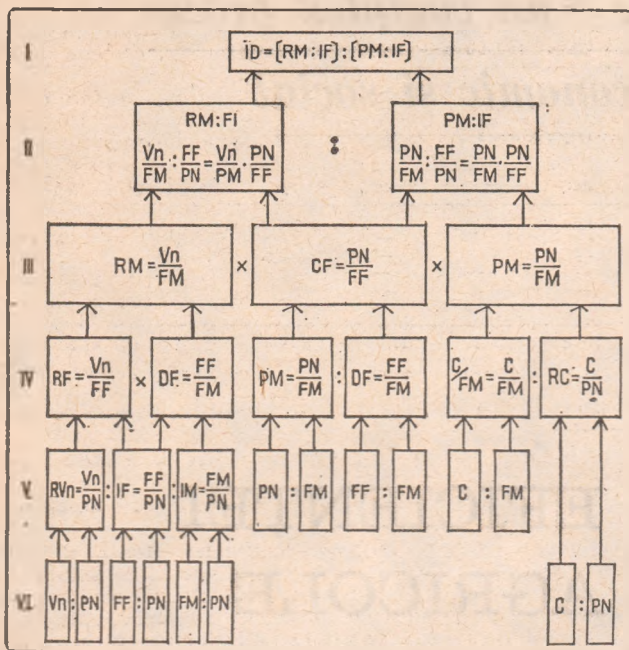 I
ID=(RM:IF):(PM:IF)
II
RM:FI : PM:IF
Vn/FM : FF/PN = Vn/PM · PN/FF
PN/FM : FF/PN = PN/FM · PN/FF
III
RM = Vn/FM × CF = PN/FF × PM = PN/FM
IV
RF = Vn/FF × DF = FF/FM
PM = PN/FM : DF = FF/FM
C/FM = C/FM : RC = C/PN
V
RVn = Vn/PN : IF = FF/PN : IM = FM/PN
PN : FM FF : FM C : FM
VI
Vn : PN FF : PN FM : PN C : PN